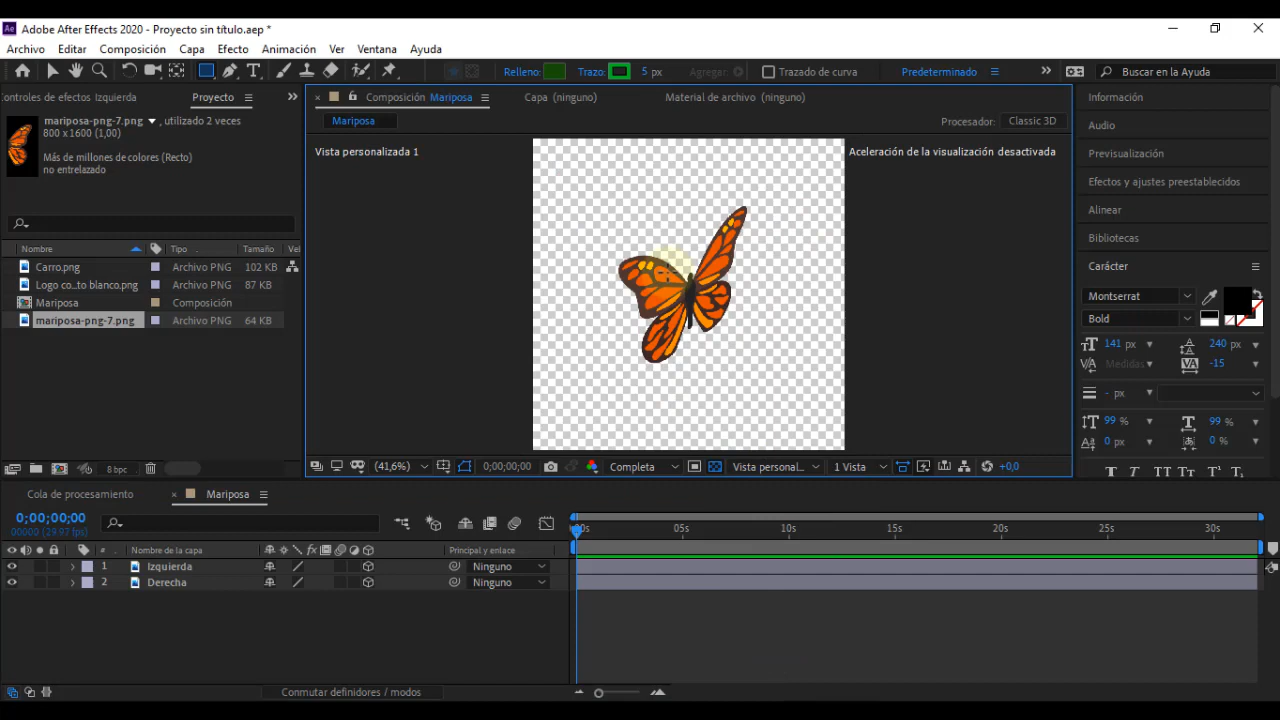 Adobe After Effects 2020 - Proyecto sin título.aep *
Archivo Editar Composición Capa Efecto Animación Ver Ventana Ayuda
Relleno: Trazo: 5 px Agregar: Trazado de curva Predeterminado Buscar en la Ayuda
Controles de efectos Izquierda Proyecto
Composición Mariposa Capa (ninguno) Material de archivo (ninguno)
mariposa-png-7.png , utilizado 2 veces
800 x 1600 (1,00)
Más de millones de colores (Recto)
no entrelazado
Mariposa Procesador: Classic 3D
Vista personalizada 1 Aceleración de la visualización desactivada
Nombre Tipo Tamaño Vel
Carro.png Archivo PNG 102 KB
Logo co...to blanco.png Archivo PNG 87 KB
Mariposa Composición
mariposa-png-7.png Archivo PNG 64 KB
8 bpc
(41,6%) 0;00;00;00 Completa Vista personal... 1 Vista +0,0
Información
Audio
Previsualización
Efectos y ajustes preestablecidos
Alinear
Bibliotecas
Carácter
Montserrat
Bold
141 px 240 px
Medidas -15
- px
99 % 99 %
0 px 0 %
T T TT Tt T T
Cola de procesamiento Mariposa
0;00;00;00
00000 (29.97 fps)
:00s 05s 10s 15s 20s 25s 30s
# Nombre de la capa Principal y enlace
1 Izquierda Ninguno
2 Derecha Ninguno
Conmutar definidores / modos